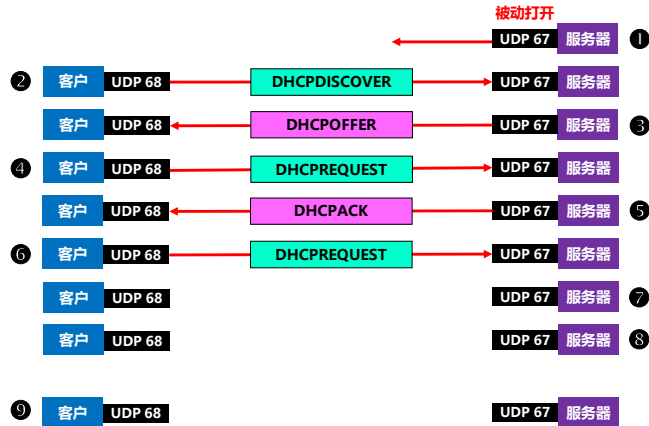 被动打开
UDP 67 服务器 ❶
❷ 客户 UDP 68 DHCPDISCOVER UDP 67 服务器
客户 UDP 68 DHCPOFFER UDP 67 服务器 ❸
❹ 客户 UDP 68 DHCPREQUEST UDP 67 服务器
客户 UDP 68 DHCPACK UDP 67 服务器 ❺
❻ 客户 UDP 68 DHCPREQUEST UDP 67 服务器
客户 UDP 68 UDP 67 服务器 ❼
客户 UDP 68 UDP 67 服务器 ❽
❾ 客户 UDP 68 UDP 67 服务器